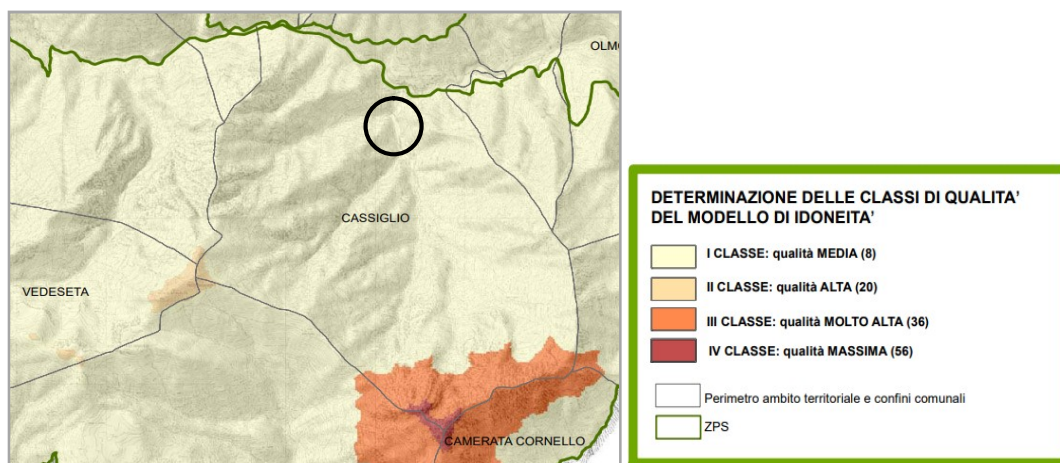 OLMO
CASSIGLIO
VEDESETA
CAMERATA CORNELLO
DETERMINAZIONE DELLE CLASSI DI QUALITA'
DEL MODELLO DI IDONEITA'
I CLASSE: qualità MEDIA (8)
II CLASSE: qualità ALTA (20)
III CLASSE: qualità MOLTO ALTA (36)
IV CLASSE: qualità MASSIMA (56)
Perimetro ambito territoriale e confini comunali
ZPS